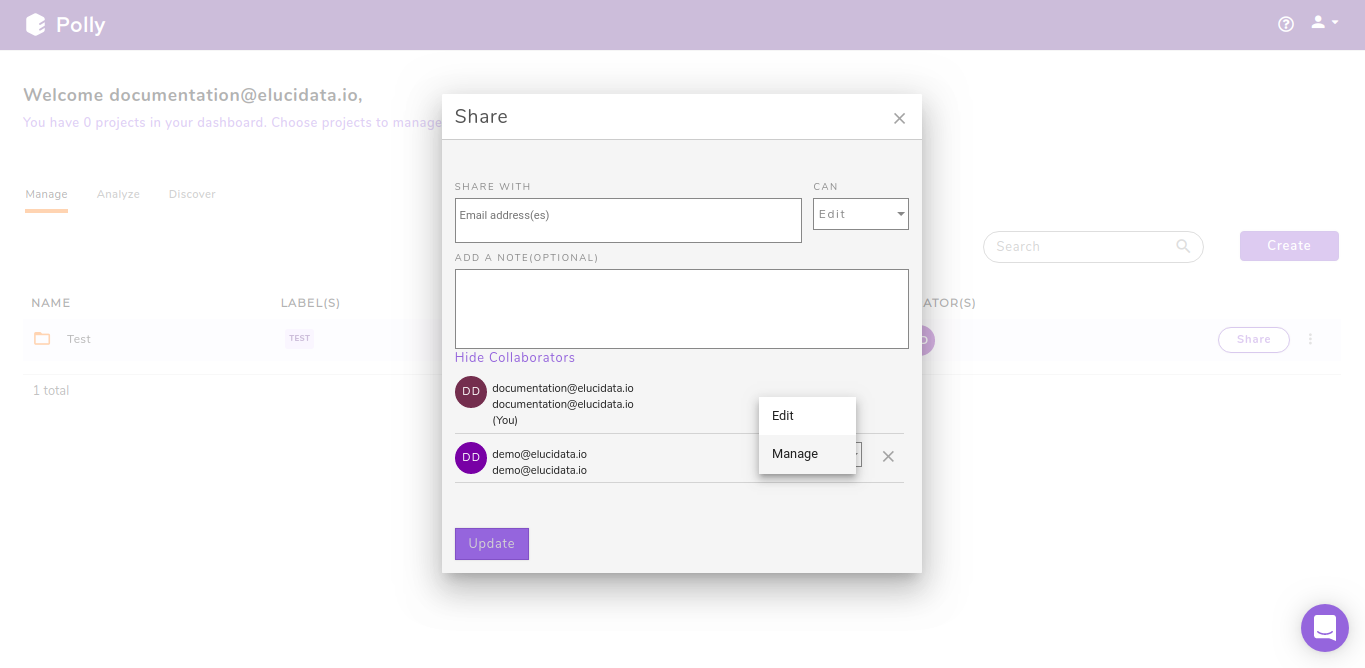 Polly
Welcome documentation@elucidata.io,
You have 0 projects in your dashboard. Choose projects to manage
Manage Analyze Discover
Search
Create
NAME LABEL(S) ATOR(S)
Test TEST D Share
1 total
Share
SHARE WITH CAN
Email address(es) Edit
ADD A NOTE(OPTIONAL)
Hide Collaborators
DD documentation@elucidata.io
documentation@elucidata.io
(You)
DD demo@elucidata.io
demo@elucidata.io
Edit
Manage
Update